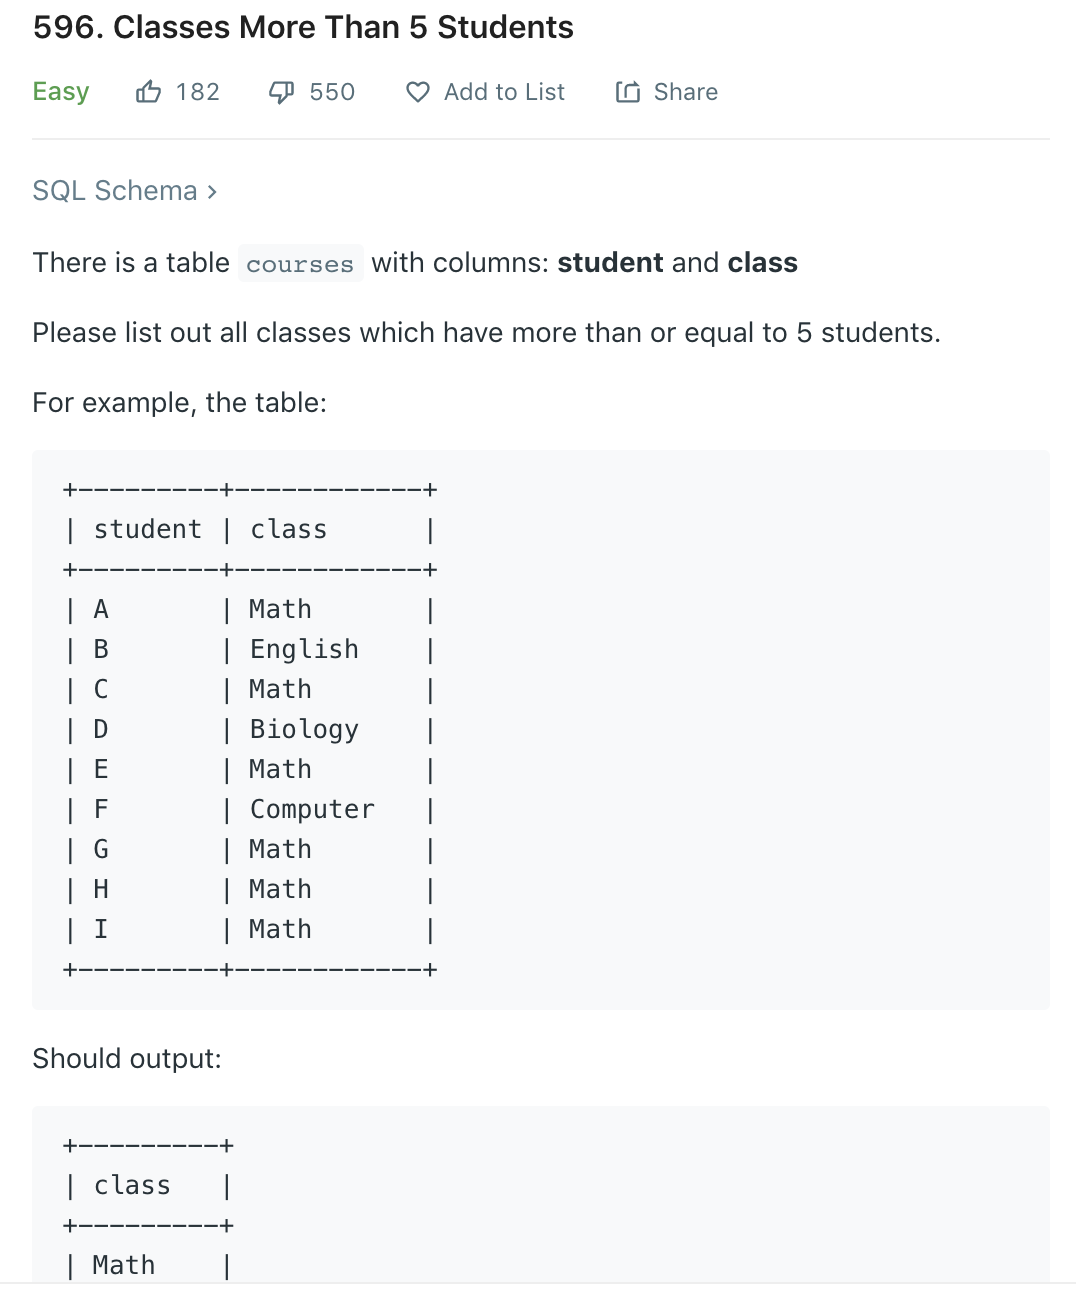 596. Classes More Than 5 Students
Easy 182 550 Add to List Share
SQL Schema >
There is a table courses with columns: student and class
Please list out all classes which have more than or equal to 5 students.
For example, the table:
+---------+------------+
| student | class      |
+---------+------------+
| A       | Math       |
| B       | English    |
| C       | Math       |
| D       | Biology    |
| E       | Math       |
| F       | Computer   |
| G       | Math       |
| H       | Math       |
| I       | Math       |
+---------+------------+
Should output:
+---------+
| class   |
+---------+
| Math    |